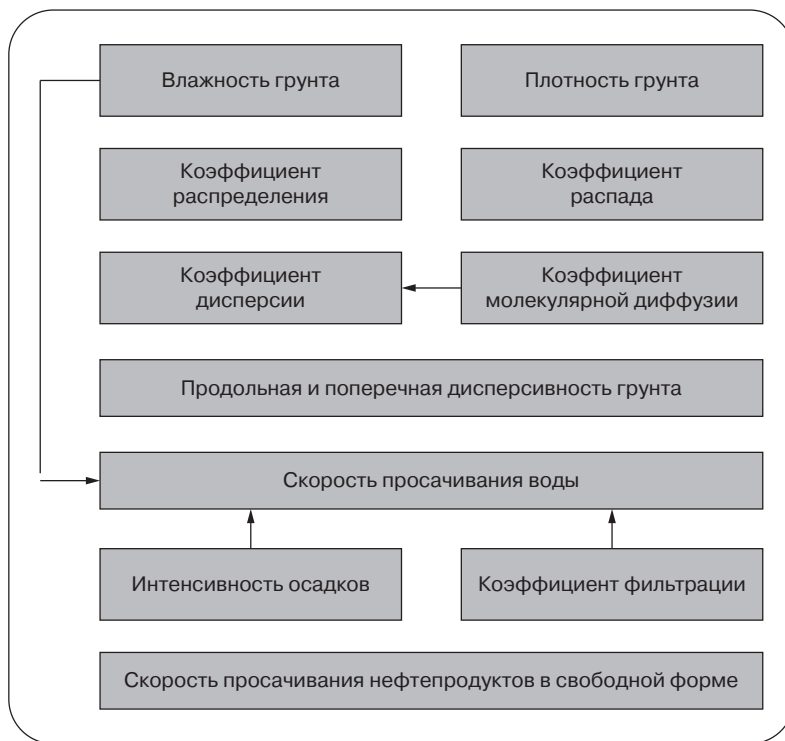 Влажность грунта
Плотность грунта
Коэффициент
распределения
Коэффициент
распада
Коэффициент
дисперсии
Коэффициент
молекулярной диффузии
Продольная и поперечная дисперсивность грунта
Скорость просачивания воды
Интенсивность осадков
Коэффициент фильтрации
Скорость просачивания нефтепродуктов в свободной форме